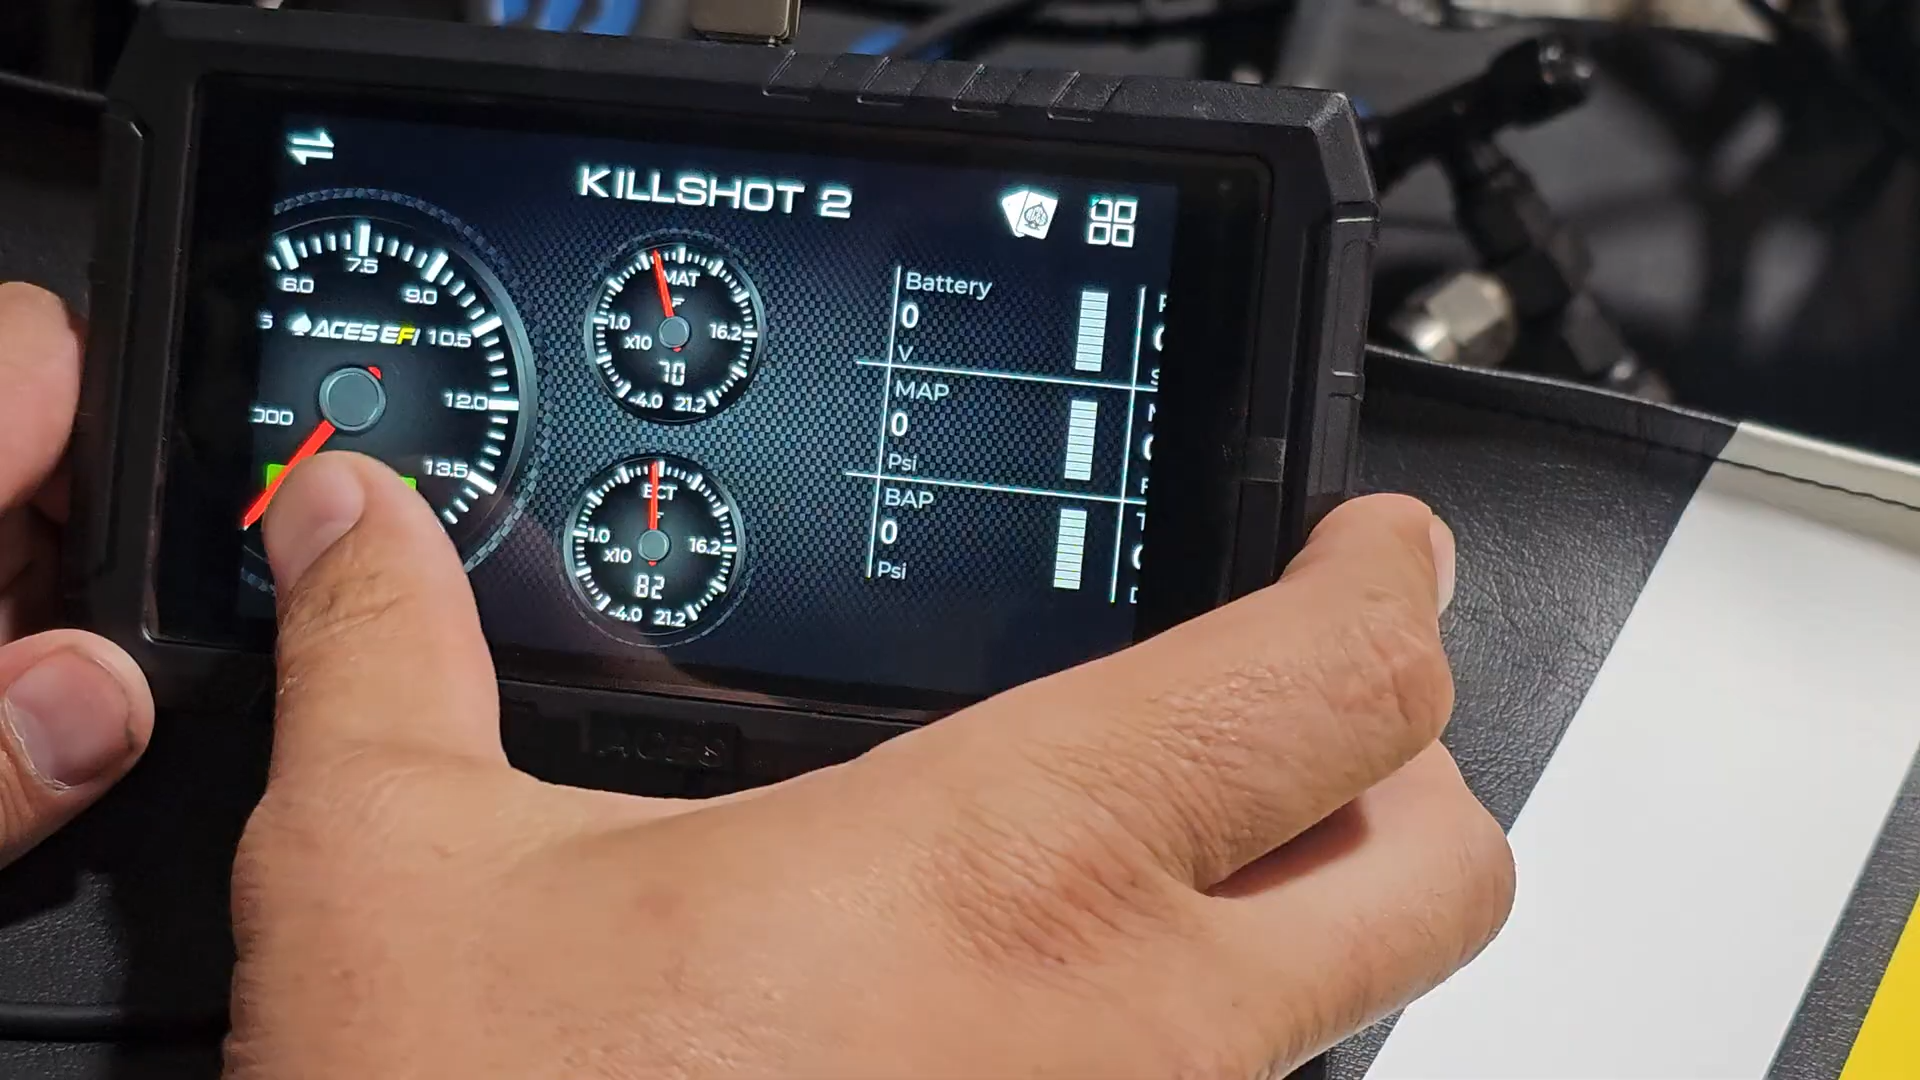 KILLSHOT 2
7.5
6.0
9.0
ACES EFI
10.5
12.0
000
13.5
MAT
F
-1.0
16.2
x10
70
-4.0 21.2
ECT
F
-1.0
16.2
x10
82
-4.0 21.2
Battery
0
V
MAP
0
Psi
BAP
0
Psi
ACES